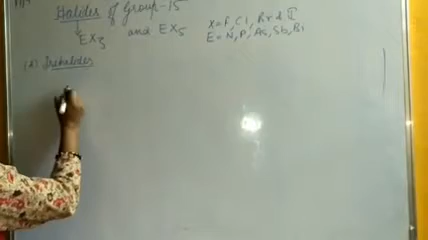 Halides of Group-15
EX3 and EX5 X=F, Cl, Br & I
E=N, P, As, Sb, Bi
Trihalides